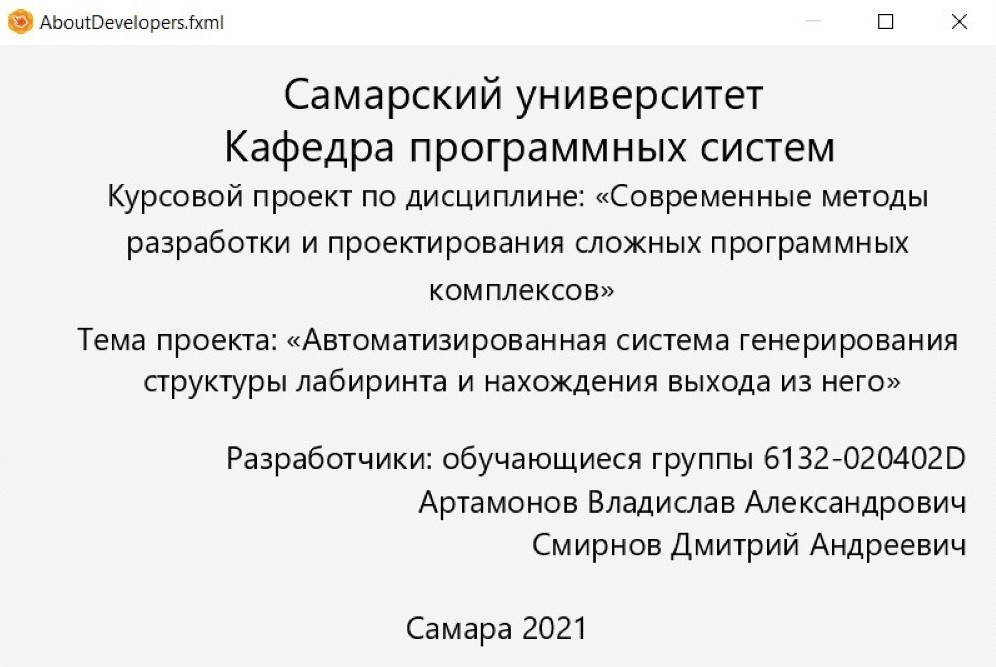 AboutDevelopers.fxml
Самарский университет
Кафедра программных систем
Курсовой проект по дисциплине: «Современные методы
разработки и проектирования сложных программных
комплексов»
Тема проекта: «Автоматизированная система генерирования
структуры лабиринта и нахождения выхода из него»
Разработчики: обучающиеся группы 6132-020402D
Артамонов Владислав Александрович
Смирнов Дмитрий Андреевич
Самара 2021